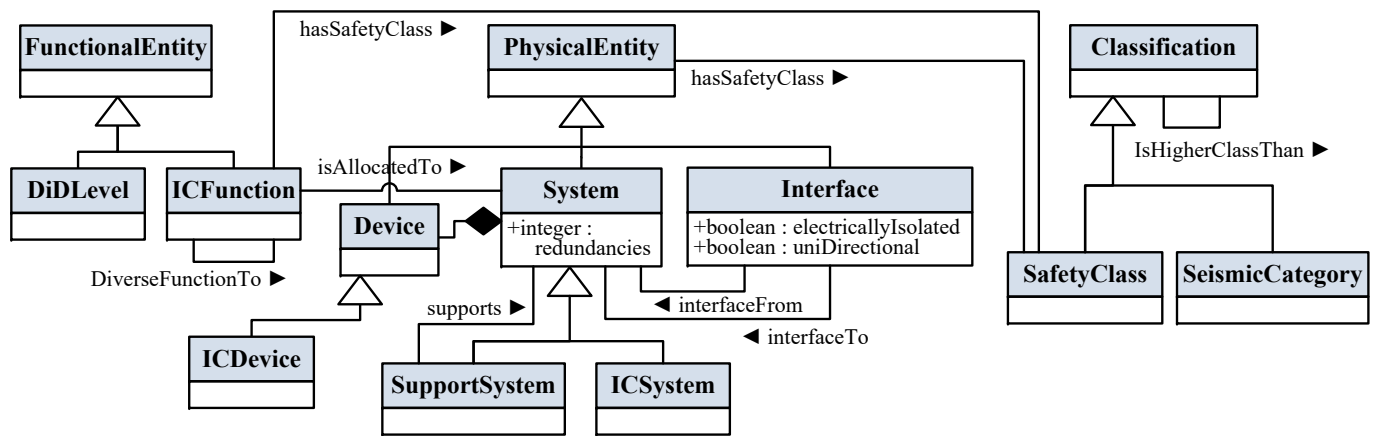 hasSafetyClass ►
FunctionalEntity
PhysicalEntity
Classification
hasSafetyClass ►
IsHigherClassThan ►
isAllocatedTo ►
DiDLevel
ICFunction
System
Interface
+integer :
redundancies
+boolean : electricallyIsolated
+boolean : uniDirectional
Device
DiverseFunctionTo ►
SafetyClass
SeismicCategory
supports ►
◄ interfaceFrom
◄ interfaceTo
ICDevice
SupportSystem
ICSystem